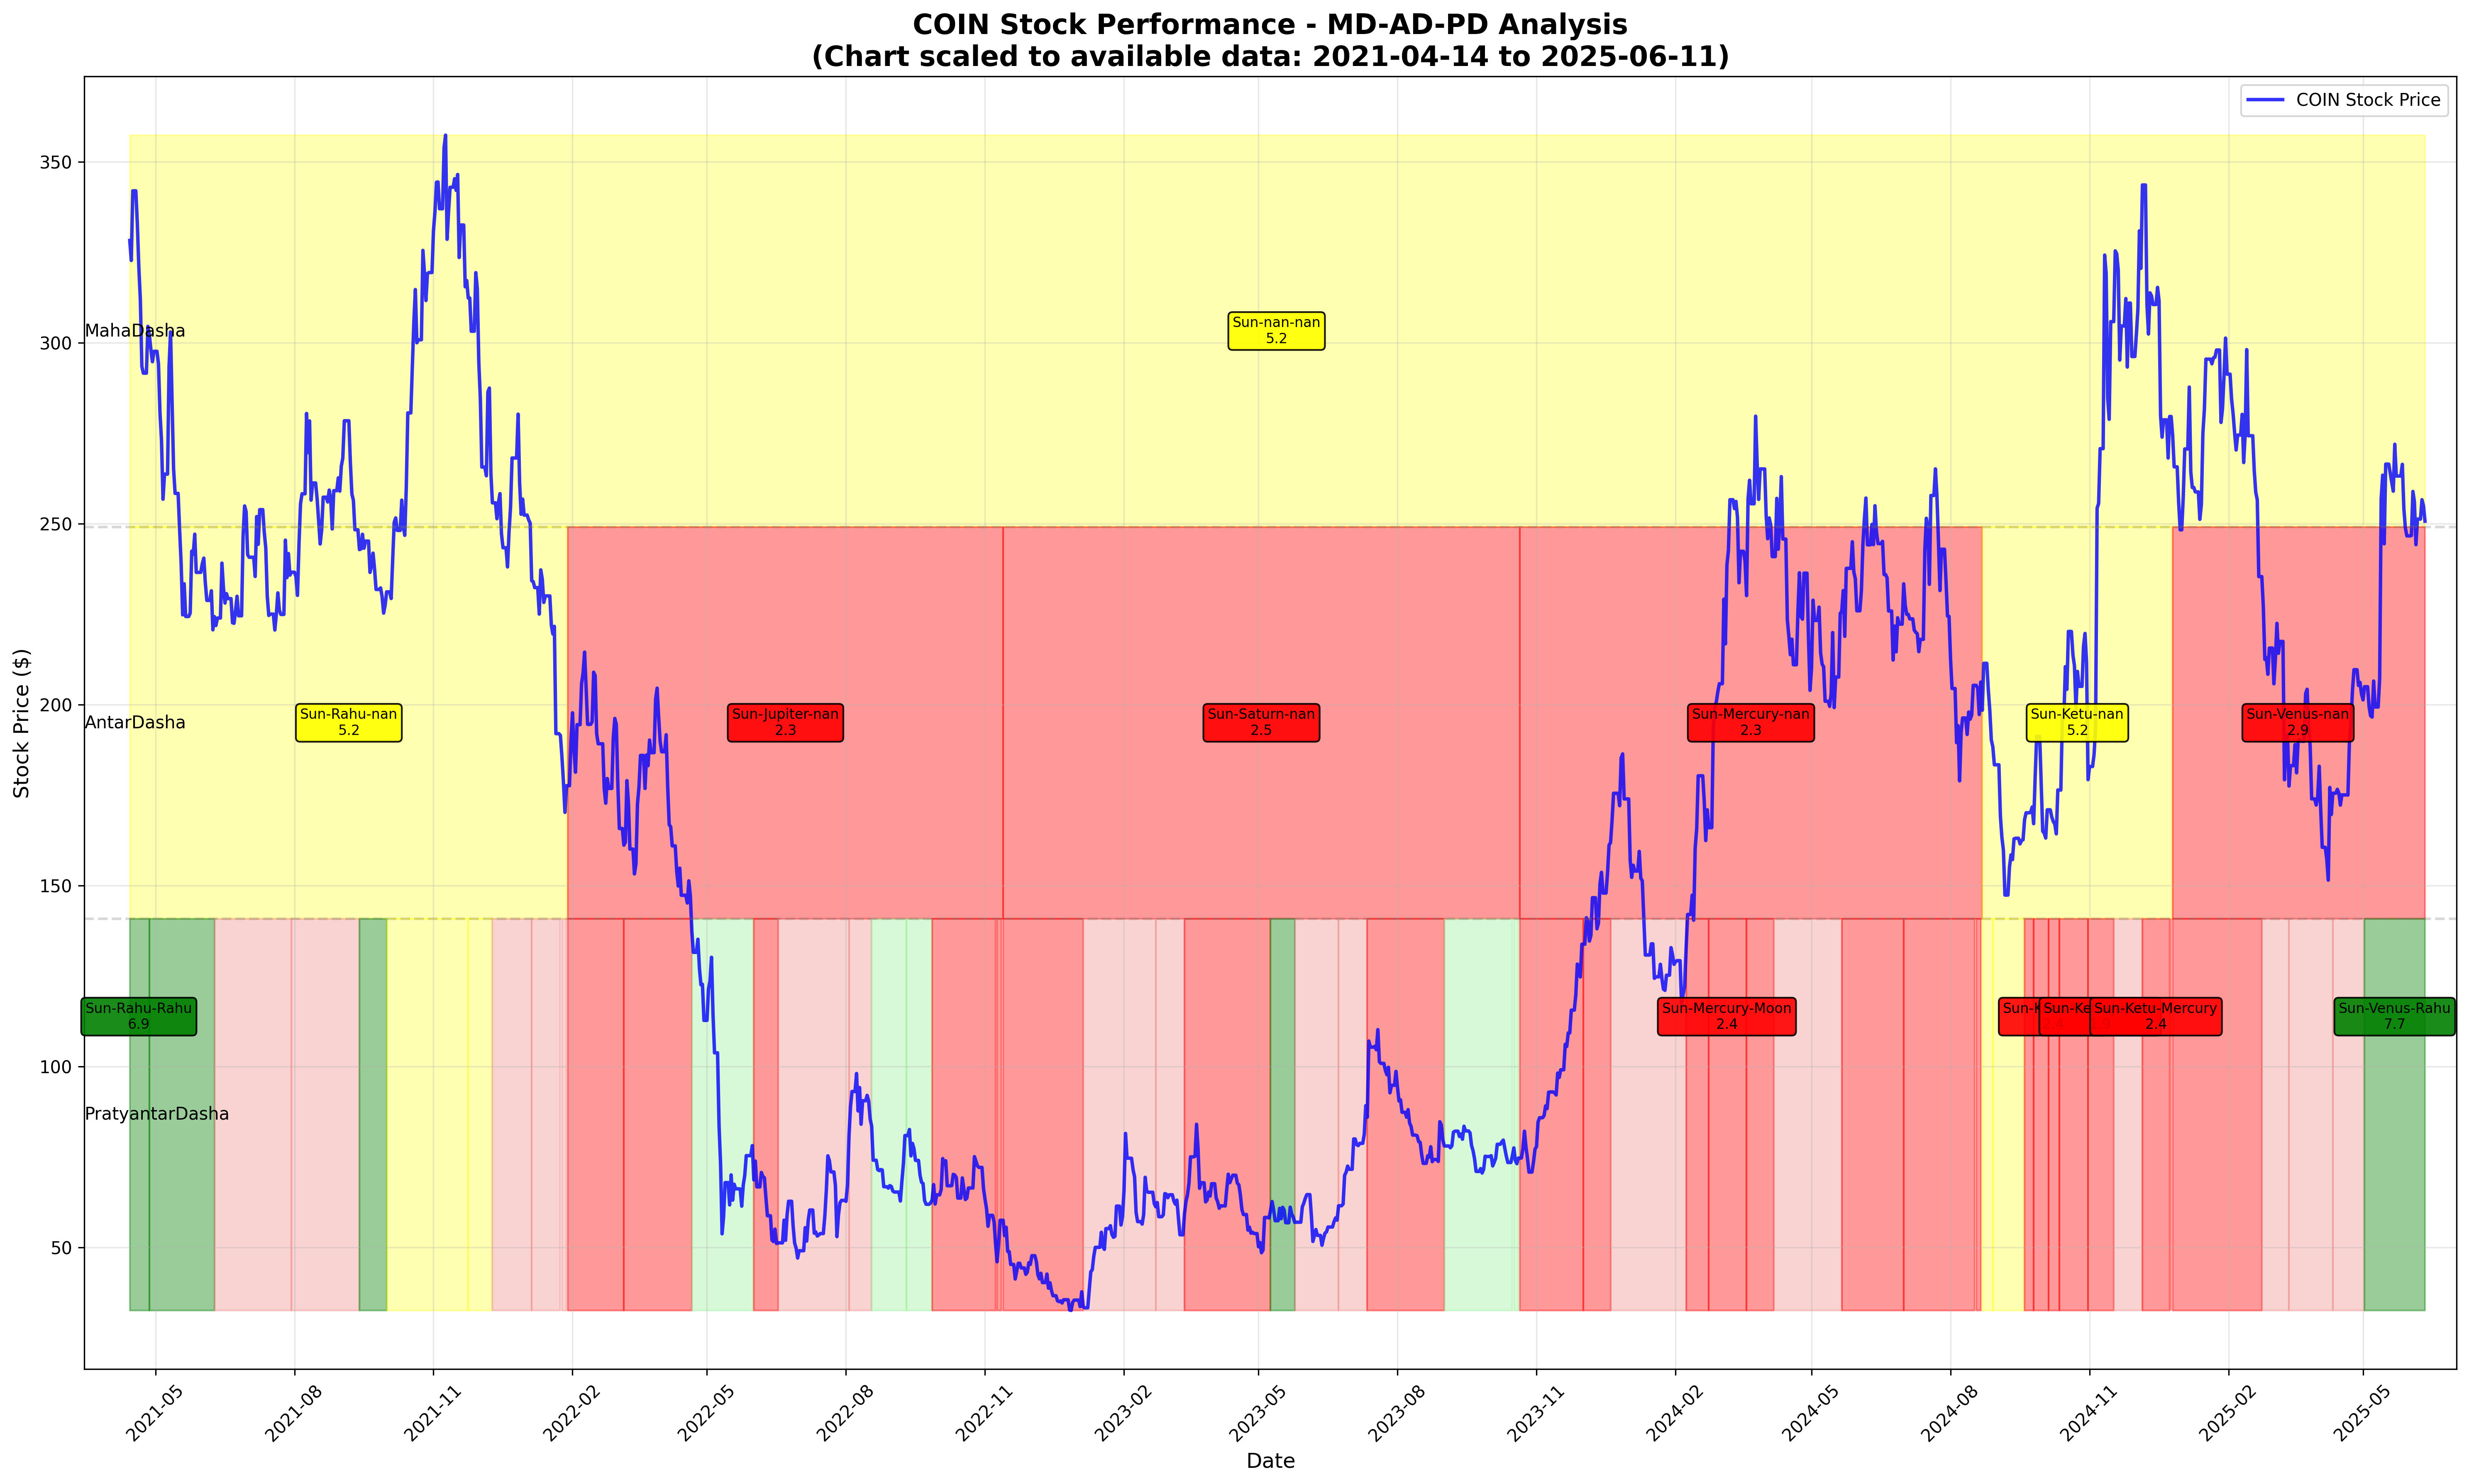 COIN Stock Performance - MD-AD-PD Analysis
(Chart scaled to available data: 2021-04-14 to 2025-06-11)
COIN Stock Price
Stock Price ($)
350
300
250
200
150
100
50
MahaDasha
Sun-nan-nan
5.2
AntarDasha
Sun-Rahu-nan
5.2
Sun-Jupiter-nan
2.3
Sun-Saturn-nan
2.5
Sun-Mercury-nan
2.3
Sun-Ketu-nan
5.2
Sun-Venus-nan
2.9
Sun-Rahu-Rahu
6.9
Sun-Mercury-Moon
2.4
Sun-Ketu-Mercury
2.4
Sun-Venus-Rahu
7.7
PratyantarDasha
2021-05
2021-08
2021-11
2022-02
2022-05
2022-08
2022-11
2023-02
2023-05
2023-08
2023-11
2024-02
2024-05
2024-08
2024-11
2025-02
2025-05
Date